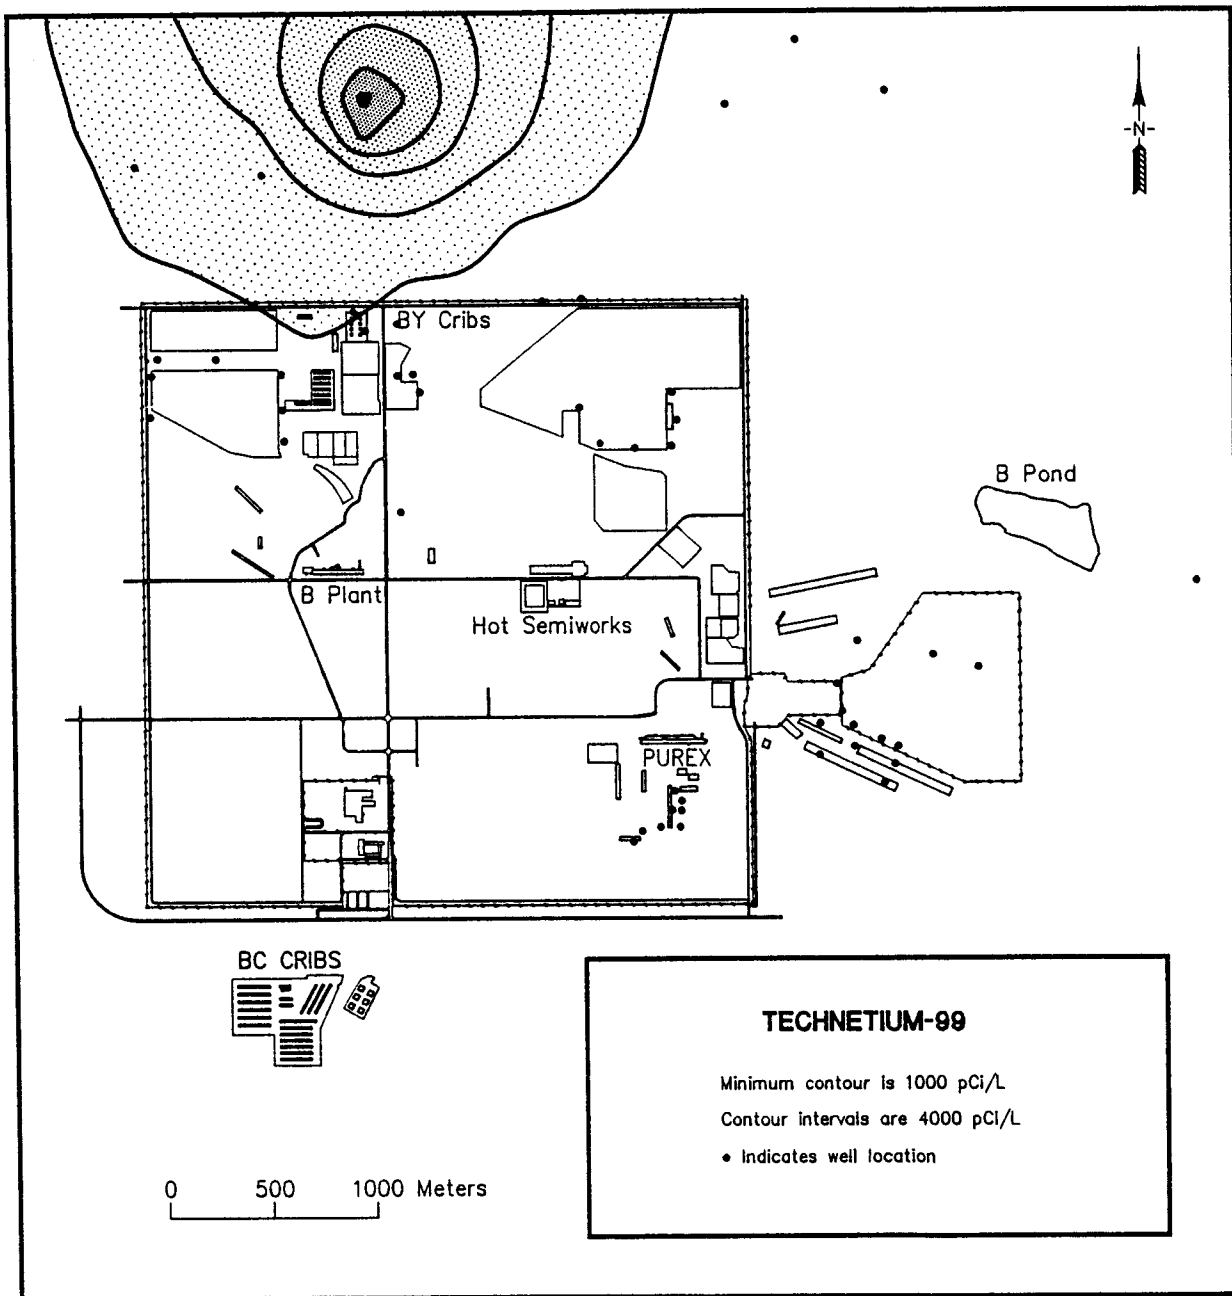 -N-
BY Cribs
B Pond
B Plant
Hot Semiworks
PUREX
BC CRIBS
TECHNETIUM-99
Minimum contour is 1000 pCi/L
Contour intervals are 4000 pCi/L
• Indicates well location
0 500 1000 Meters